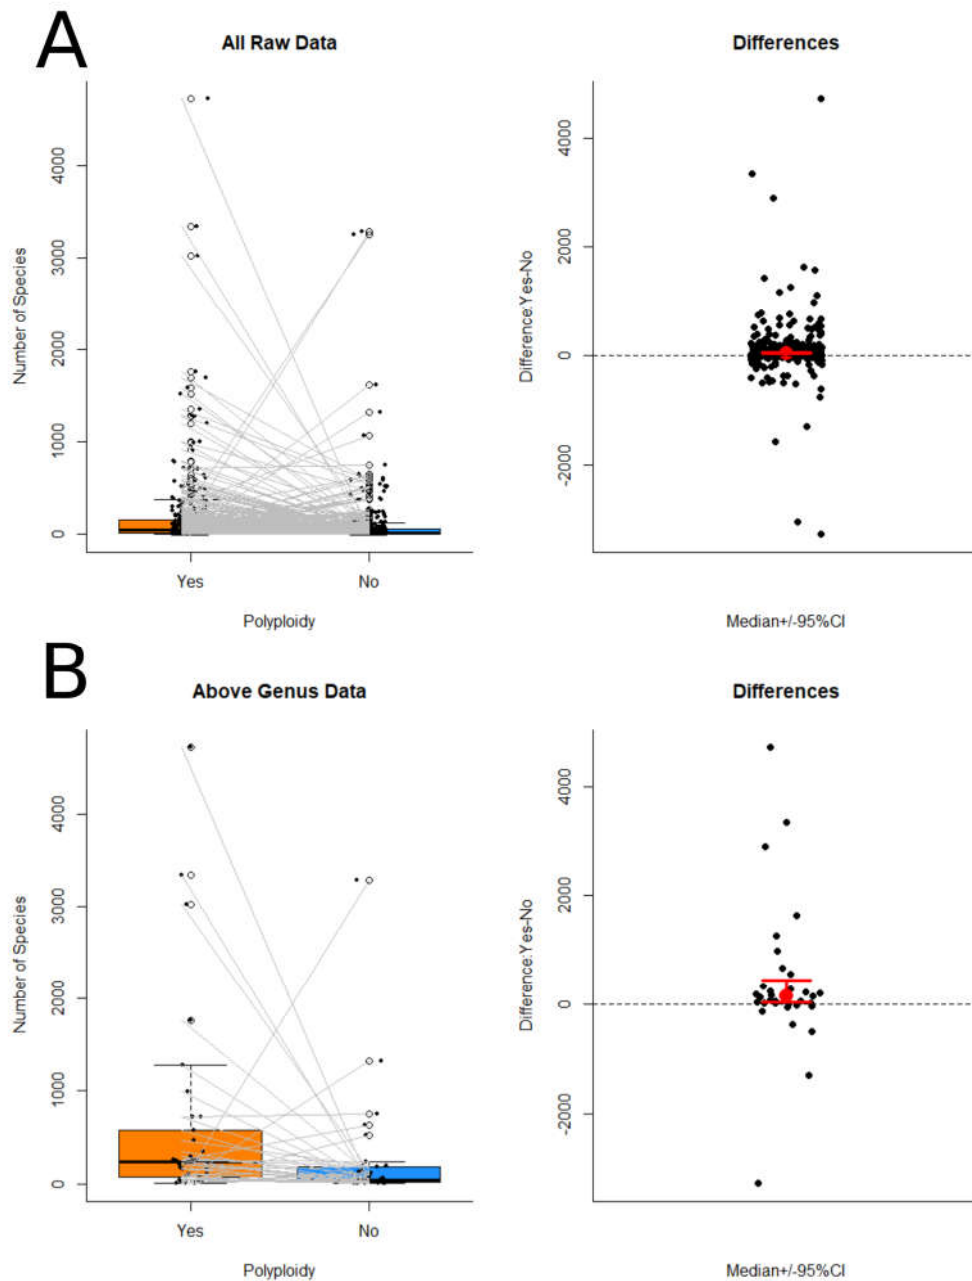 A
All Raw Data
Differences
Number of Species
4000
3000
2000
1000
0
Yes
No
Polyploidy
Difference:Yes-No
4000
2000
0
-2000
Median+/-95%CI
B
Above Genus Data
Differences
Number of Species
4000
3000
2000
1000
0
Yes
No
Polyploidy
Difference:Yes-No
4000
2000
0
-2000
Median+/-95%CI